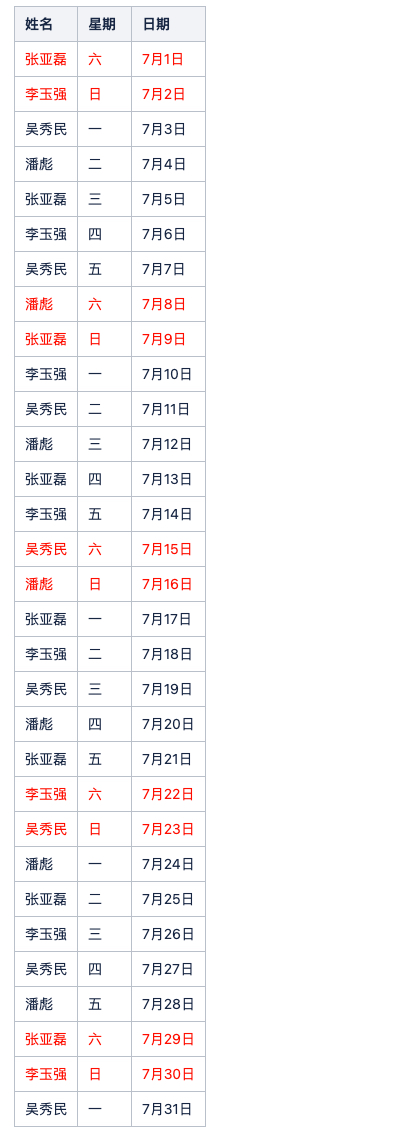 姓名 星期 日期
张亚磊 六 7月1日
李玉强 日 7月2日
吴秀民 一 7月3日
潘彪 二 7月4日
张亚磊 三 7月5日
李玉强 四 7月6日
吴秀民 五 7月7日
潘彪 六 7月8日
张亚磊 日 7月9日
李玉强 一 7月10日
吴秀民 二 7月11日
潘彪 三 7月12日
张亚磊 四 7月13日
李玉强 五 7月14日
吴秀民 六 7月15日
潘彪 日 7月16日
张亚磊 一 7月17日
李玉强 二 7月18日
吴秀民 三 7月19日
潘彪 四 7月20日
张亚磊 五 7月21日
李玉强 六 7月22日
吴秀民 日 7月23日
潘彪 一 7月24日
张亚磊 二 7月25日
李玉强 三 7月26日
吴秀民 四 7月27日
潘彪 五 7月28日
张亚磊 六 7月29日
李玉强 日 7月30日
吴秀民 一 7月31日